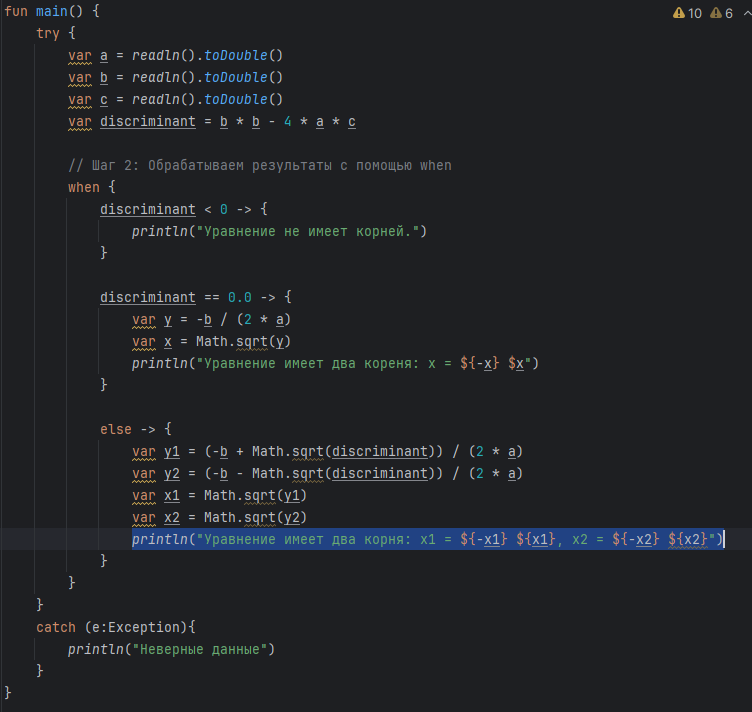 fun main() {
10 6
try {
var a = readln().toDouble()
var b = readln().toDouble()
var c = readln().toDouble()
var discriminant = b * b - 4 * a * c
// Шаг 2: Обрабатываем результаты с помощью when
when {
discriminant < 0 -> {
println("Уравнение не имеет корней.")
}
discriminant == 0.0 -> {
var y = -b / (2 * a)
var x = Math.sqrt(y)
println("Уравнение имеет два кореня: x = ${-x} $x")
}
else -> {
var y1 = (-b + Math.sqrt(discriminant)) / (2 * a)
var y2 = (-b - Math.sqrt(discriminant)) / (2 * a)
var x1 = Math.sqrt(y1)
var x2 = Math.sqrt(y2)
println("Уравнение имеет два корня: x1 = ${-x1} ${x1}, x2 = ${-x2} ${x2}")
}
}
}
catch (e:Exception){
println("Неверные данные")
}
}